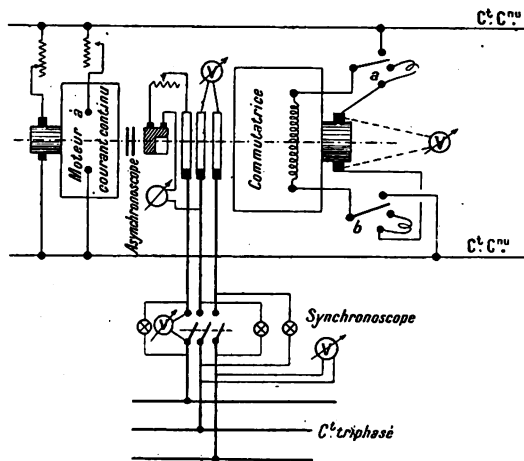 Cᵗ. Cⁿᵘ
V
a
Moteur à
courant continu
Asynchronoscope
Commutatrice
V
b
Cᵗ. Cⁿᵘ
V
Synchronoscope
V
Cᵗ triphasé